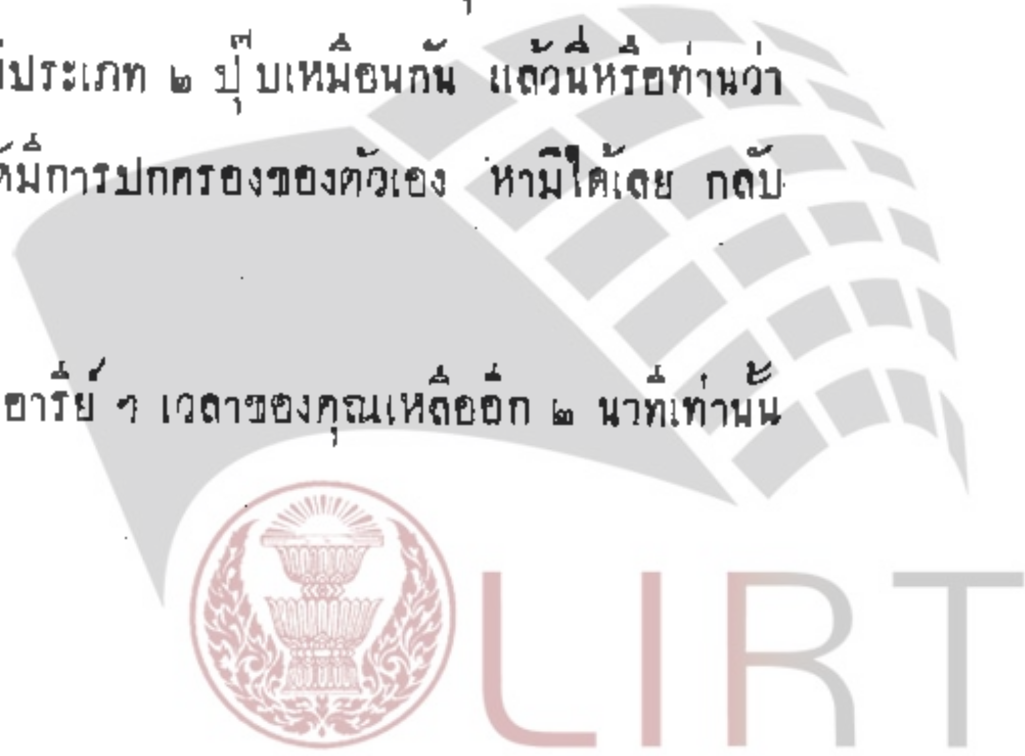 ประเภท ๒ ปุ๊บเหมือนกัน แล้วนี่หรือท่านว่า
มีการปกครองของตัวเอง หามิได้เลย กลับ
อารีย์ ๆ เวลาของคุณเหลืออีก ๒ นาทีเท่านั้น
LIRT